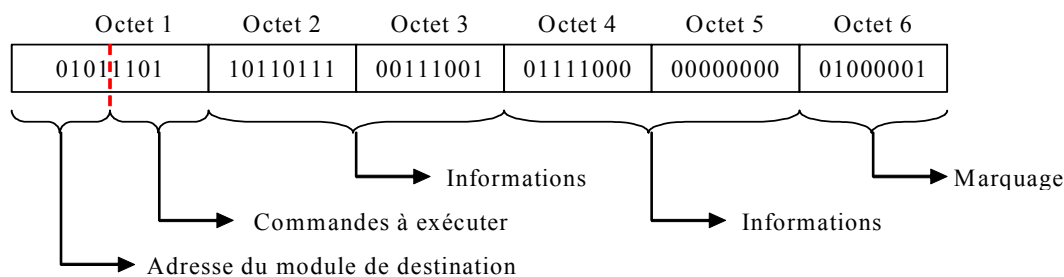 Octet 1 Octet 2 Octet 3 Octet 4 Octet 5 Octet 6
01011101 10110111 00111001 01111000 00000000 01000001
Informations Marquage
Commandes à exécuter Informations
Adresse du module de destination